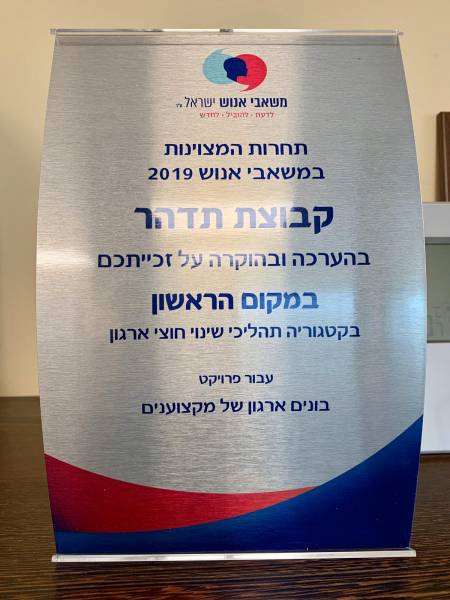 משאבי אנוש ישראל
לדעת · להוביל · לחדש
תחרות המצוינות
במשאבי אנוש 2019
קבוצת תדהר
בהערכה ובהוקרה על זכייתכם
במקום הראשון
בקטגוריה תהליכי שינוי חוצי ארגון
עבור פרויקט
בונים ארגון של מקצוענים